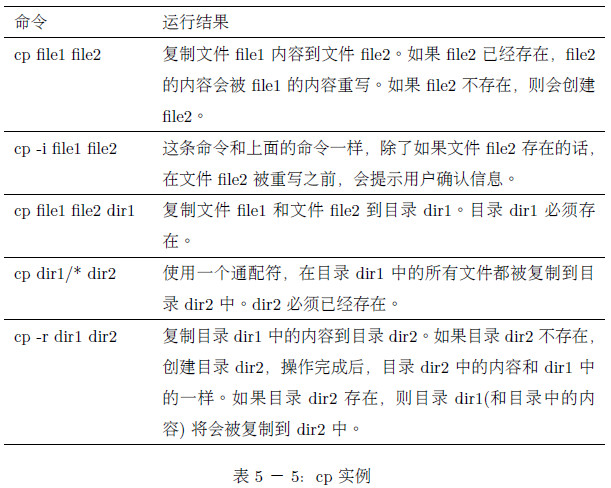 命令 运行结果
cp file1 file2 复制文件 file1 内容到文件 file2。如果 file2 已经存在，file2
的内容会被 file1 的内容重写。如果 file2 不存在，则会创建
file2。
cp -i file1 file2 这条命令和上面的命令一样，除了如果文件 file2 存在的话，
在文件 file2 被重写之前，会提示用户确认信息。
cp file1 file2 dir1 复制文件 file1 和文件 file2 到目录 dir1。目录 dir1 必须存
在。
cp dir1/* dir2 使用一个通配符，在目录 dir1 中的所有文件都被复制到目
录 dir2 中。dir2 必须已经存在。
cp -r dir1 dir2 复制目录 dir1 中的内容到目录 dir2。如果目录 dir2 不存在，
创建目录 dir2，操作完成后，目录 dir2 中的内容和 dir1 中
的一样。如果目录 dir2 存在，则目录 dir1(和目录中的内
容) 将会被复制到 dir2 中。
表 5 － 5: cp 实例